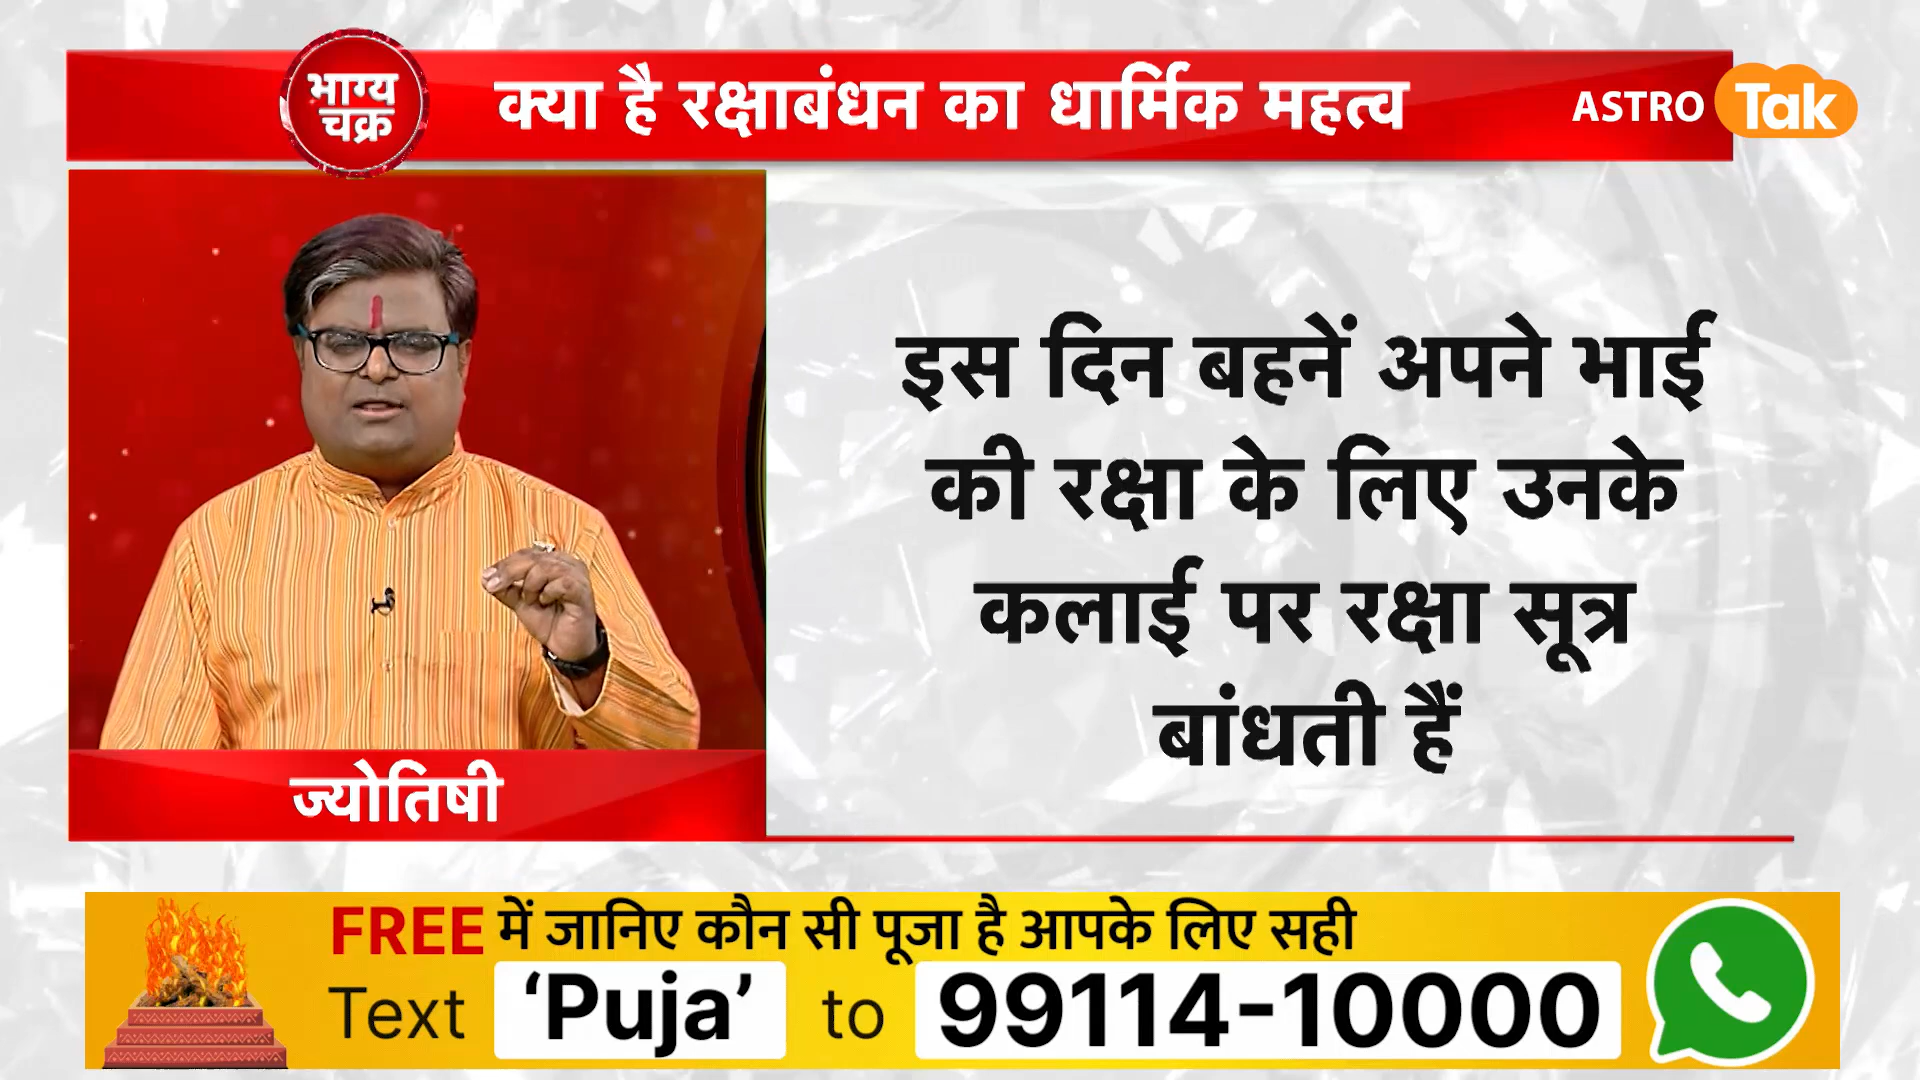 भाग्य
चक्र
क्या है रक्षाबंधन का धार्मिक महत्व
ASTRO Tak
इस दिन बहनें अपने भाई
की रक्षा के लिए उनके
कलाई पर रक्षा सूत्र
बांधती हैं
ज्योतिषी
FREE में जानिए कौन सी पूजा है आपके लिए सही
Text ‘Puja’ to 99114-10000